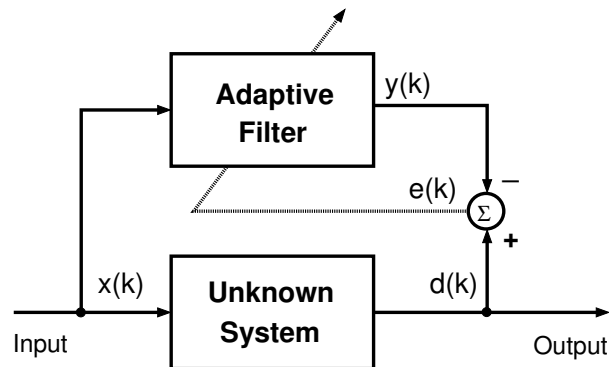 Adaptive
Filter
y(k)
e(k)
−
Σ
+
x(k)
Unknown
System
d(k)
Input
Output